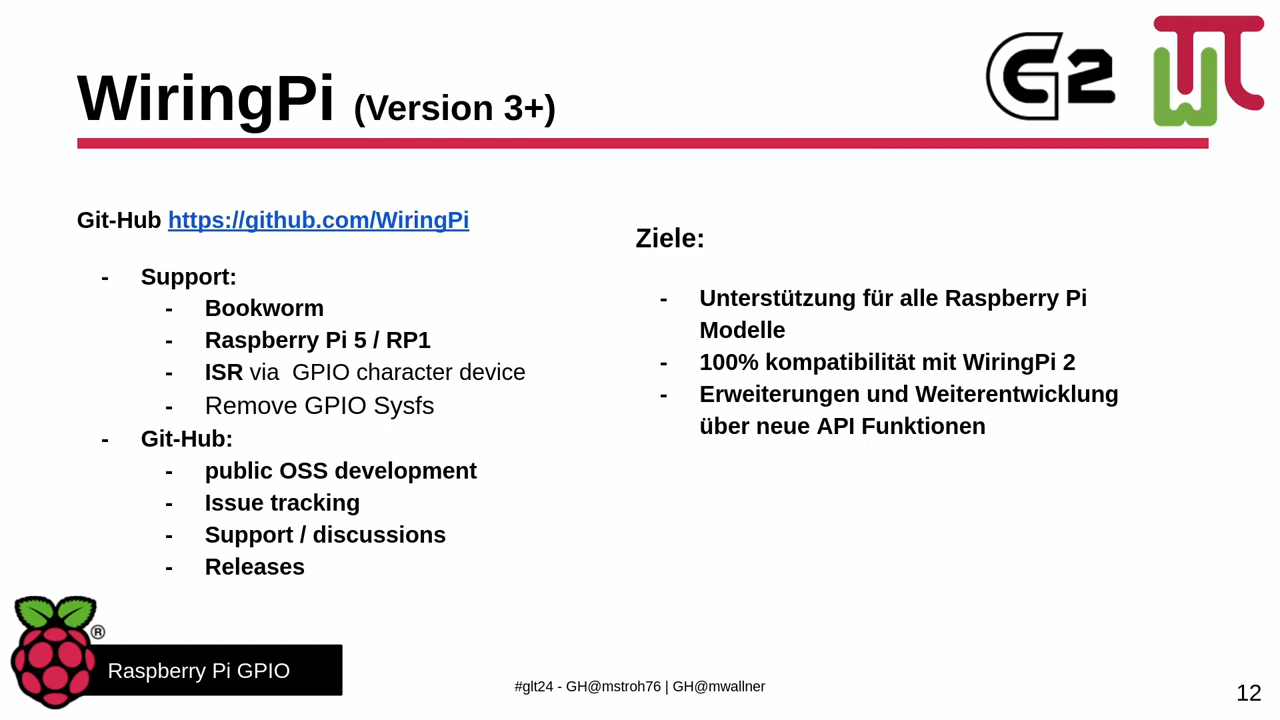 WiringPi (Version 3+)
G2
Git-Hub https://github.com/WiringPi
- Support:
- Bookworm
- Raspberry Pi 5 / RP1
- ISR via  GPIO character device
- Remove GPIO Sysfs
- Git-Hub:
- public OSS development
- Issue tracking
- Support / discussions
- Releases
Ziele:
- Unterstützung für alle Raspberry Pi
Modelle
- 100% kompatibilität mit WiringPi 2
- Erweiterungen und Weiterentwicklung
über neue API Funktionen
®
Raspberry Pi GPIO
#glt24 - GH@mstroh76 | GH@mwallner
12